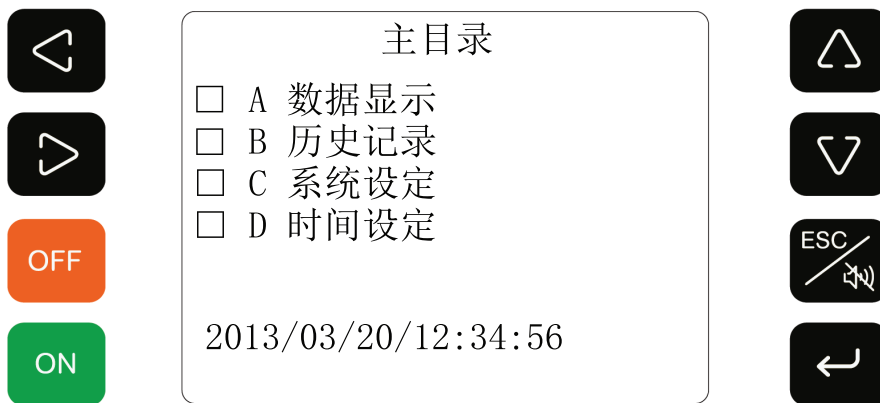 主目录
□ A 数据显示
□ B 历史记录
□ C 系统设定
□ D 时间设定
2013/03/20/12:34:56
OFF
ON
ESC